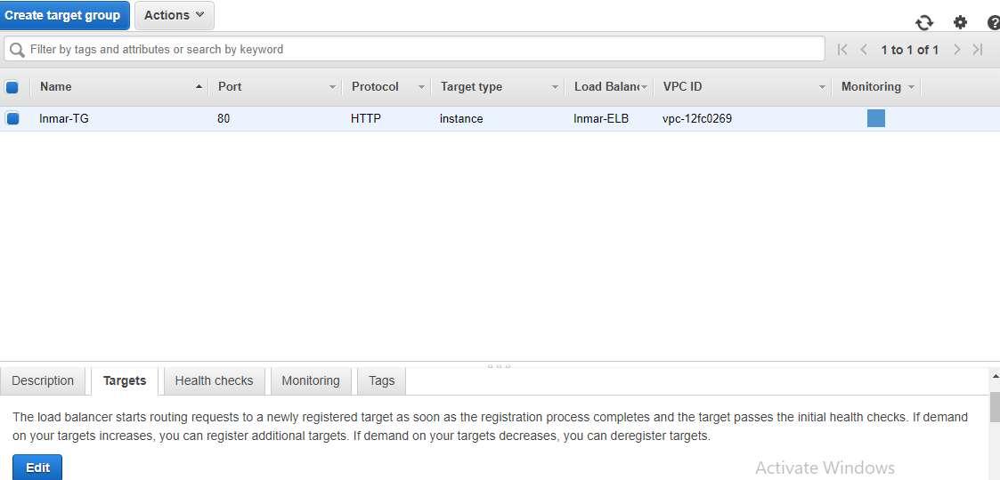 Create target group Actions
Filter by tags and attributes or search by keyword
1 to 1 of 1
Name Port Protocol Target type Load Balanc VPC ID Monitoring
Inmar-TG 80 HTTP instance Inmar-ELB vpc-12fc0269
Description Targets Health checks Monitoring Tags
The load balancer starts routing requests to a newly registered target as soon as the registration process completes and the target passes the initial health checks. If demand
on your targets increases, you can register additional targets. If demand on your targets decreases, you can deregister targets.
Edit
Activate Windows